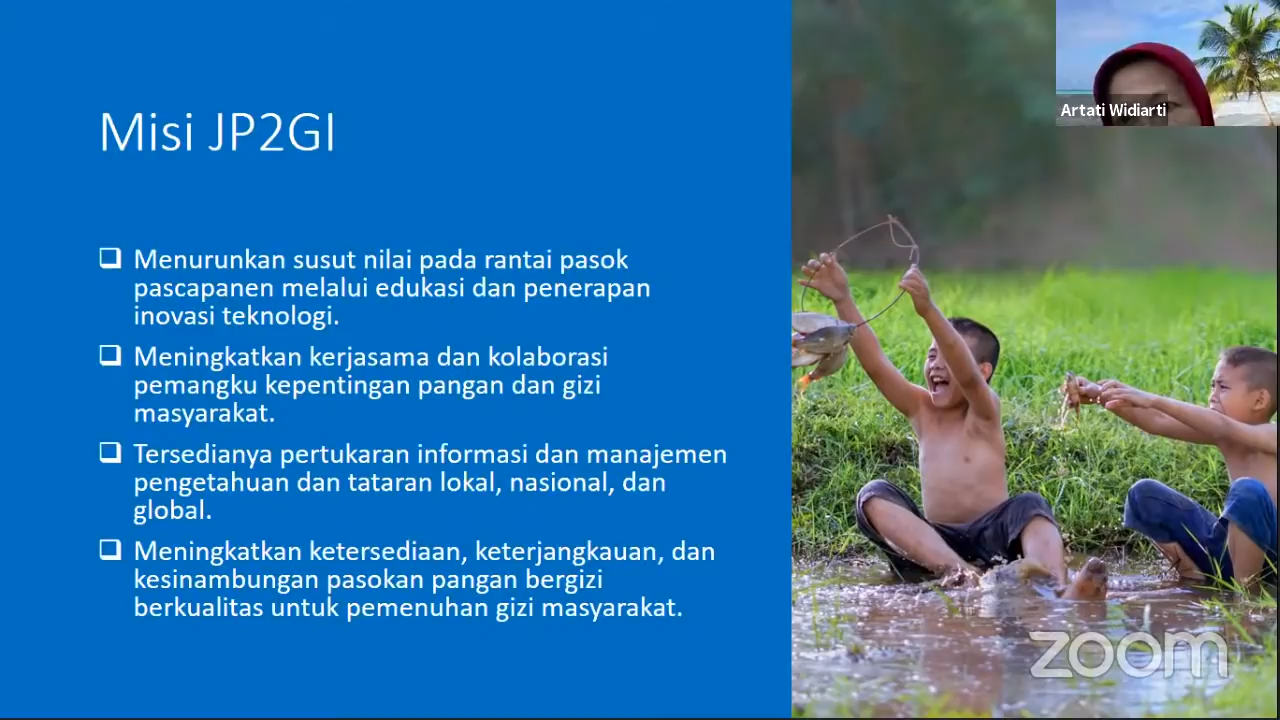 Misi JP2GI
Menurunkan susut nilai pada rantai pasok
pascapanen melalui edukasi dan penerapan
inovasi teknologi.
Meningkatkan kerjasama dan kolaborasi
pemangku kepentingan pangan dan gizi
masyarakat.
Tersedianya pertukaran informasi dan manajemen
pengetahuan dan tataran lokal, nasional, dan
global.
Meningkatkan ketersediaan, keterjangkauan, dan
kesinambungan pasokan pangan bergizi
berkualitas untuk pemenuhan gizi masyarakat.
Artati Widiarti
zoom